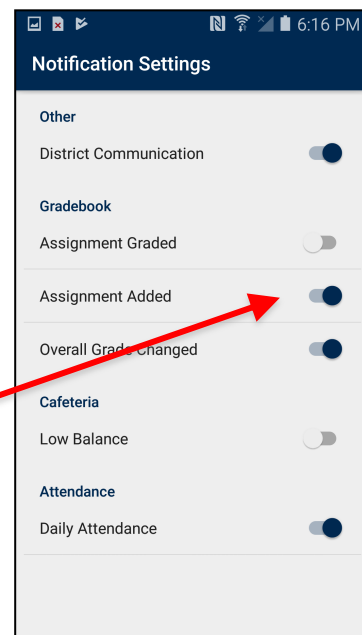 6:16 PM
Notification Settings
Other
District Communication
Gradebook
Assignment Graded
Assignment Added
Overall Grade Changed
Cafeteria
Low Balance
Attendance
Daily Attendance